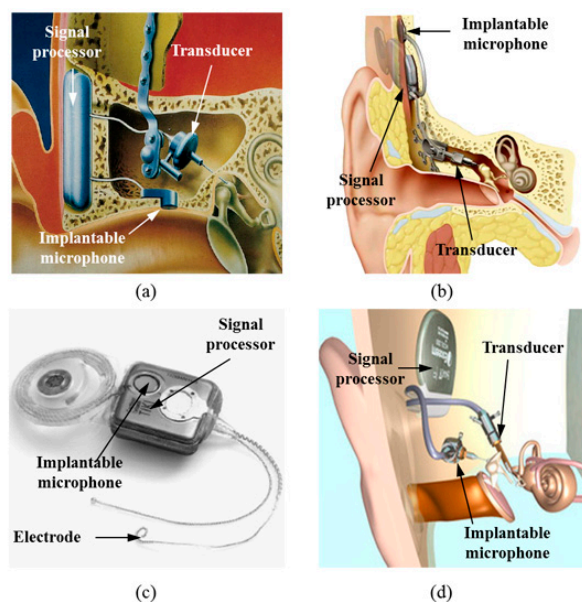 Signal
processor
Transducer
Implantable
microphone
(a)
Implantable
microphone
Signal
processor
Transducer
(b)
Signal
processor
Implantable
microphone
Electrode
(c)
Signal
processor
Transducer
Implantable
microphone
(d)